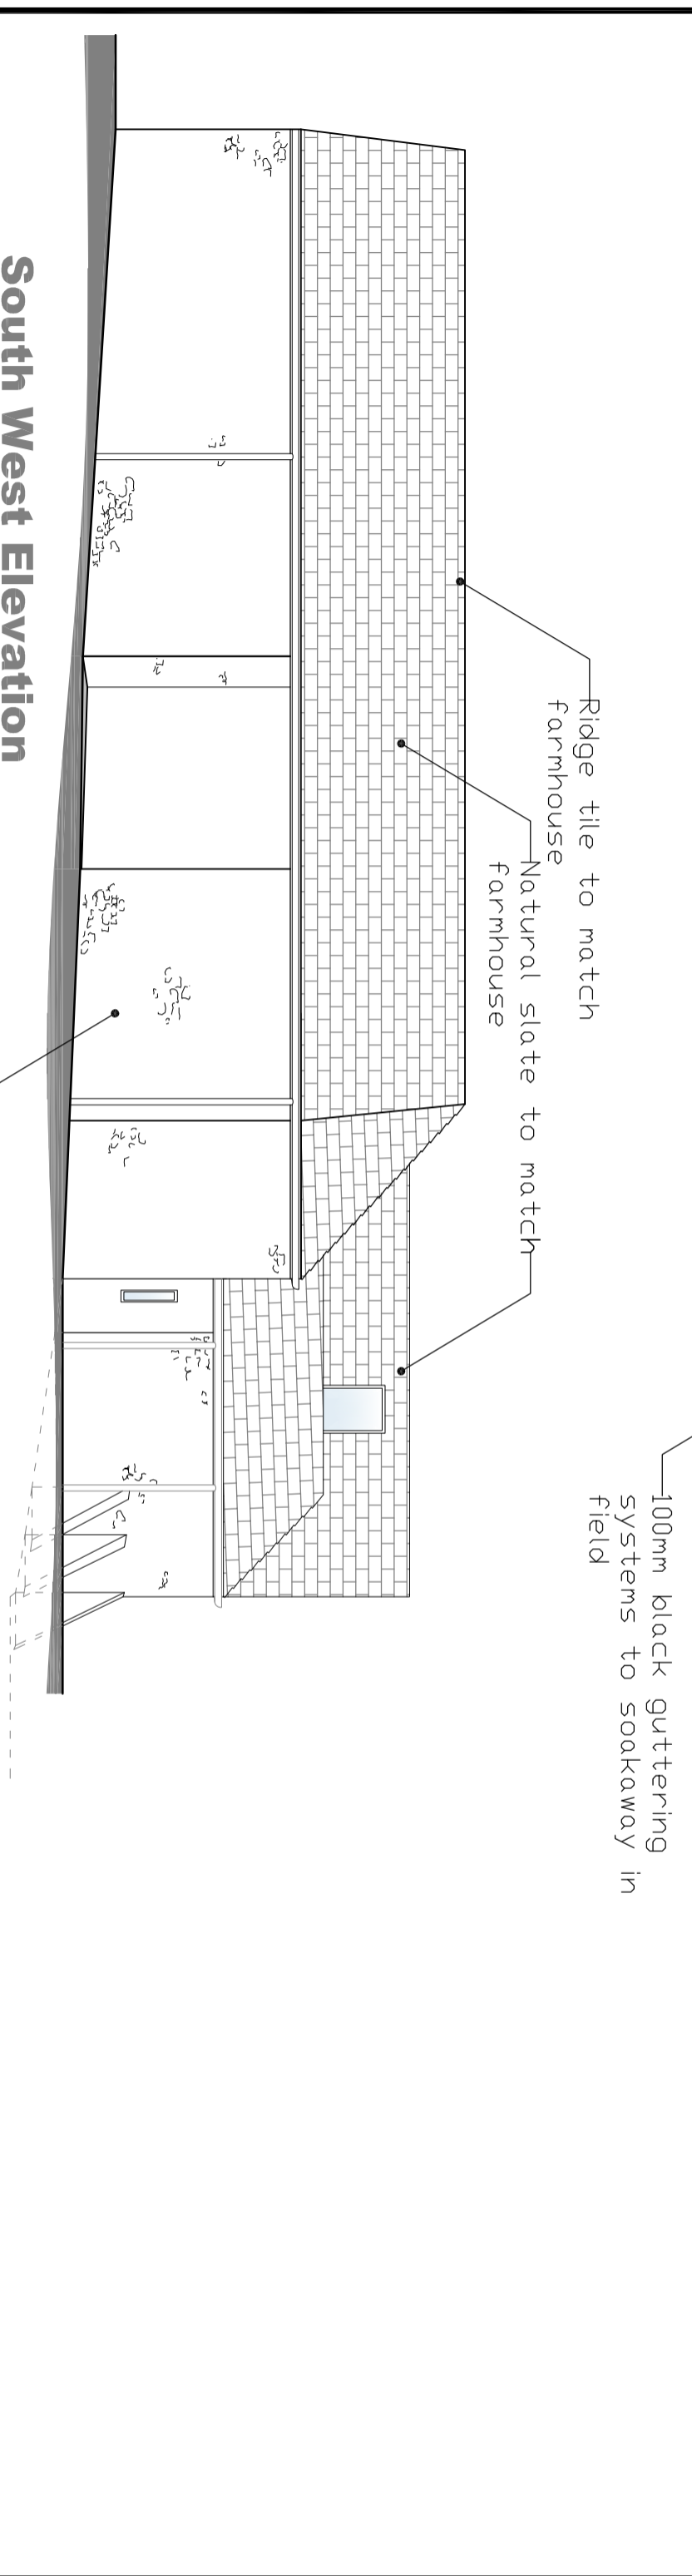 100mm black guttering
systems to soakaway in
field
Ridge tile to match
farmhouse
Natural slate to match
farmhouse
South West Elevation